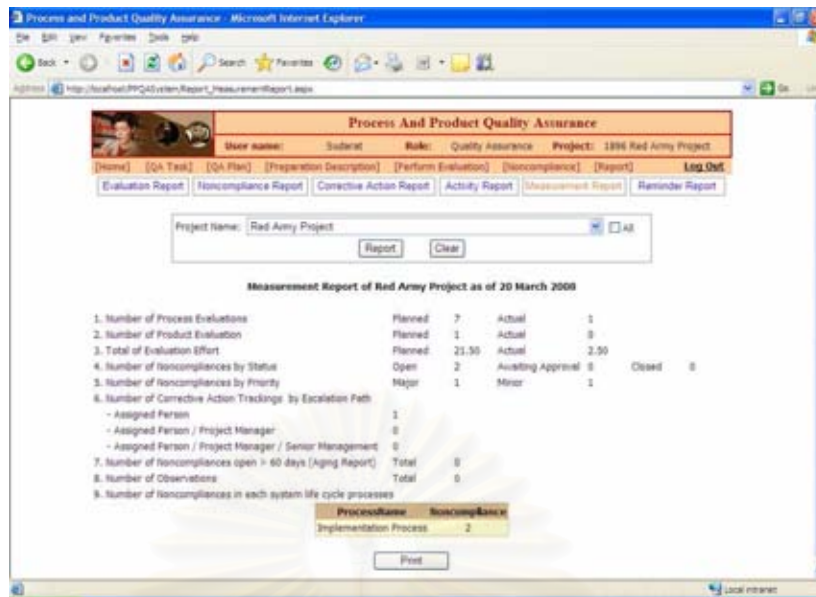 Process and Product Quality Assurance - Microsoft Internet Explorer
File Edit View Favorites Tools Help
Back Search Favorites
Address http://localhost/PPQASystem/Report_MeasurementReport.aspx Go
Process And Product Quality Assurance
User name: Sudarat Role: Quality Assurance Project: 1896 Red Army Project
[Home] [QA Task] [QA Plan] [Preparation Description] [Perform Evaluation] [Noncompliance] [Report] Log Out
Evaluation Report Noncompliance Report Corrective Action Report Activity Report Measurement Report Reminder Report
Project Name: Red Army Project All
Report Clear
Measurement Report of Red Army Project as of 20 March 2008
1. Number of Process Evaluations Planned 7 Actual 1
2. Number of Product Evaluation Planned 1 Actual 0
3. Total of Evaluation Effort Planned 21.50 Actual 2.50
4. Number of Noncompliances by Status Open 2 Awaiting Approval 0 Closed 0
5. Number of Noncompliances by Priority Major 1 Minor 1
6. Number of Corrective Action Trackings by Escalation Path
- Assigned Person 1
- Assigned Person / Project Manager 0
- Assigned Person / Project Manager / Senior Management 0
7. Number of Noncompliances open > 60 days (Aging Report) Total 0
8. Number of Observations Total 0
9. Number of Noncompliances in each system life cycle processes
ProcessName Noncompliance
Implementation Process 2
Print
Local intranet